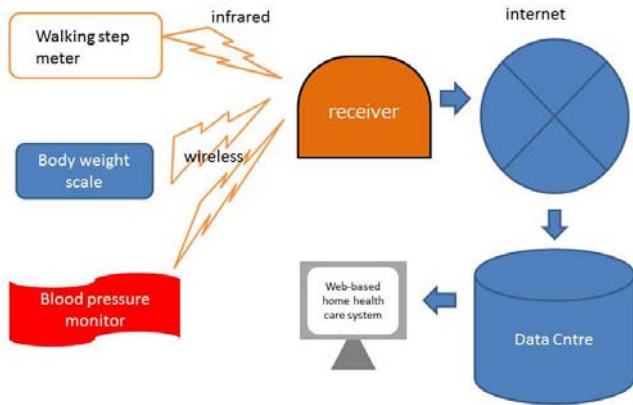 infrared
internet
Walking step
meter
receiver
Body weight
scale
wireless
Blood pressure
monitor
Web-based
home health
care system
Data Cntre